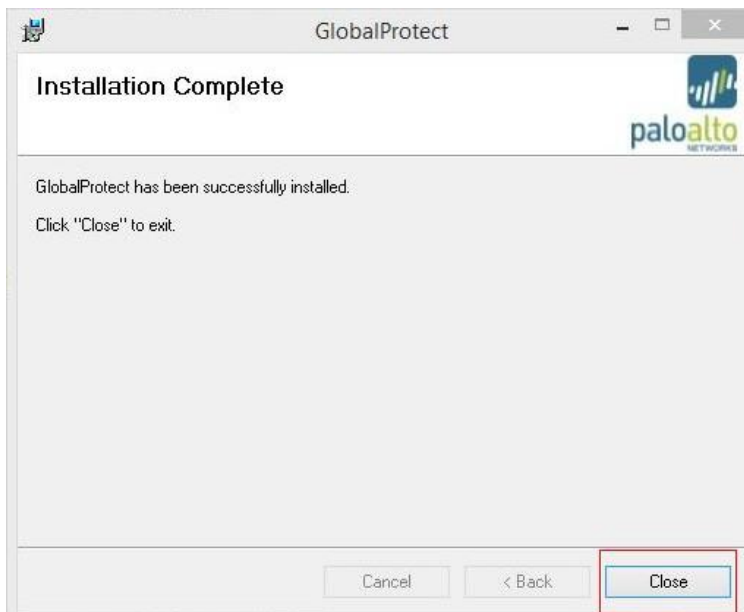 GlobalProtect
Installation Complete
paloalto
NETWORKS
GlobalProtect has been successfully installed.
Click "Close" to exit.
Cancel
< Back
Close